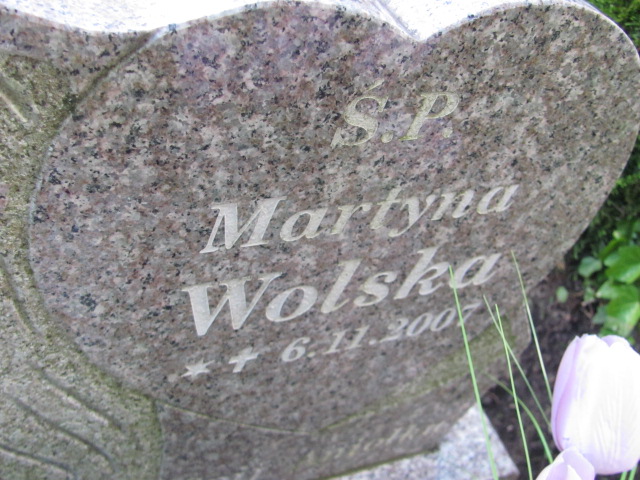 Ś.P.
Martyna
Wolska
* + 6.11.2007